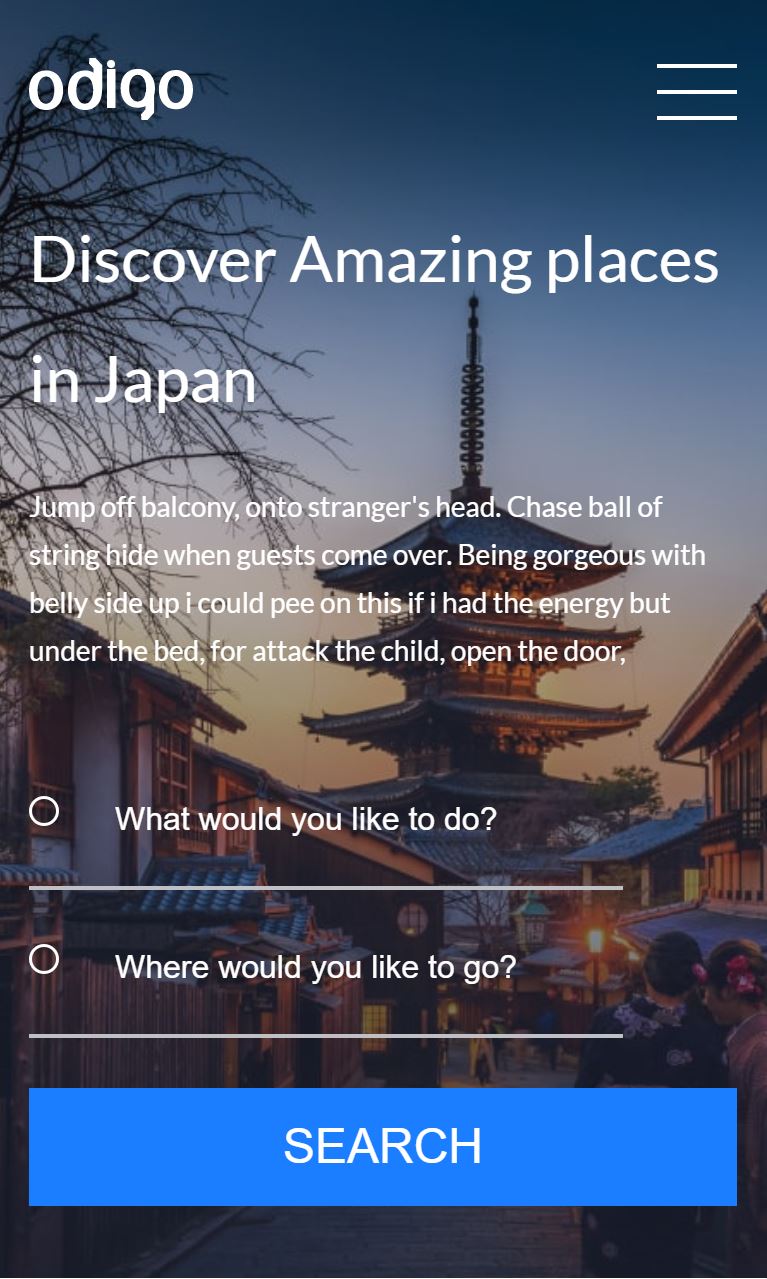 odigo
Discover Amazing places
in Japan
Jump off balcony, onto stranger's head. Chase ball of
string hide when guests come over. Being gorgeous with
belly side up i could pee on this if i had the energy but
under the bed, for attack the child, open the door,
What would you like to do?
Where would you like to go?
SEARCH